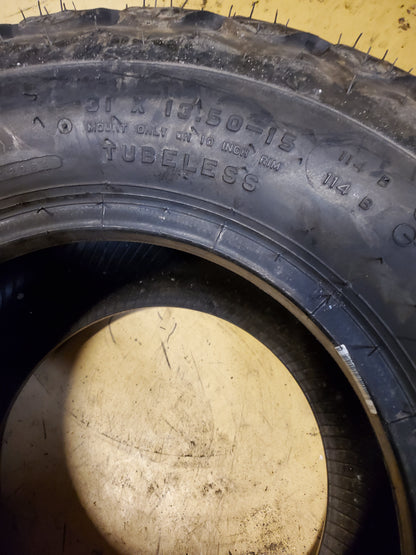 31 X 13.50-15
MOUNT ONLY ON 10 INCH RIM
TUBELESS
114 B
114 B